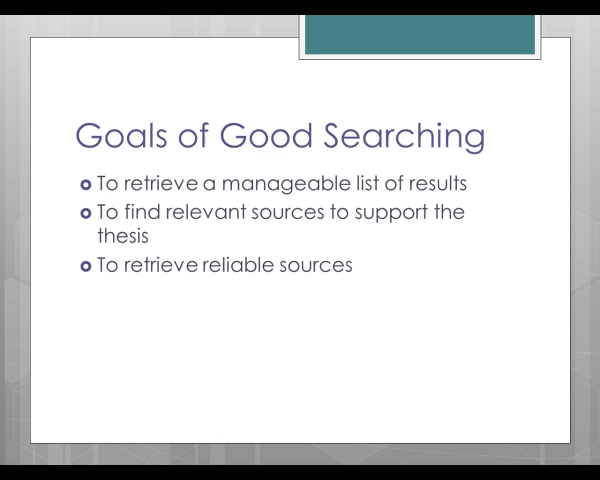 Goals of Good Searching
To retrieve a manageable list of results
To find relevant sources to support the
thesis
To retrieve reliable sources